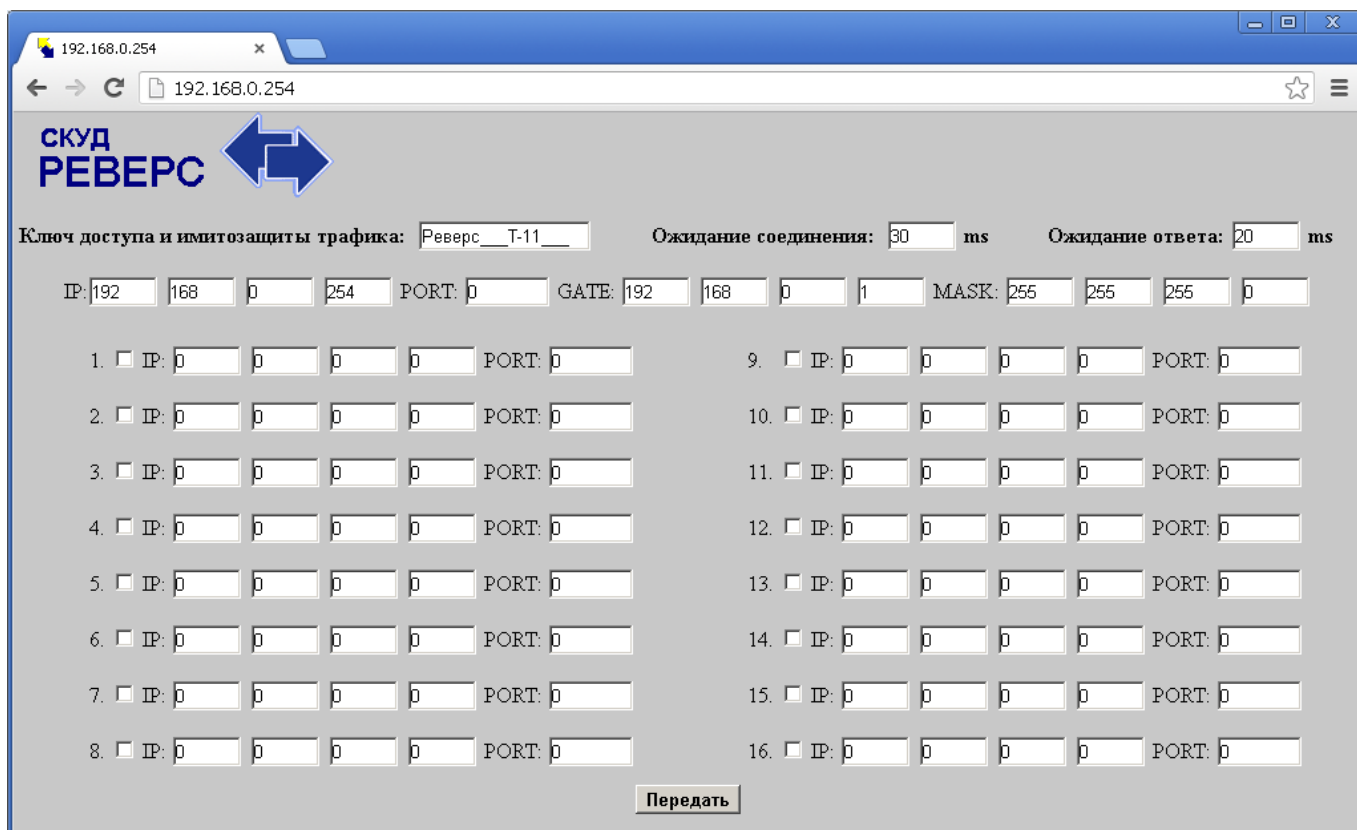 192.168.0.254
192.168.0.254
СКУД
РЕВЕРС
Ключ доступа и имитозащиты трафика: Реверс___Т-11___ Ожидание соединения: 30 ms Ожидание ответа: 20 ms
IP: 192 168 0 254 PORT: 0 GATE: 192 168 0 1 MASK: 255 255 255 0
1. IP: 0 0 0 0 PORT: 0 9. IP: 0 0 0 0 PORT: 0
2. IP: 0 0 0 0 PORT: 0 10. IP: 0 0 0 0 PORT: 0
3. IP: 0 0 0 0 PORT: 0 11. IP: 0 0 0 0 PORT: 0
4. IP: 0 0 0 0 PORT: 0 12. IP: 0 0 0 0 PORT: 0
5. IP: 0 0 0 0 PORT: 0 13. IP: 0 0 0 0 PORT: 0
6. IP: 0 0 0 0 PORT: 0 14. IP: 0 0 0 0 PORT: 0
7. IP: 0 0 0 0 PORT: 0 15. IP: 0 0 0 0 PORT: 0
8. IP: 0 0 0 0 PORT: 0 16. IP: 0 0 0 0 PORT: 0
Передать